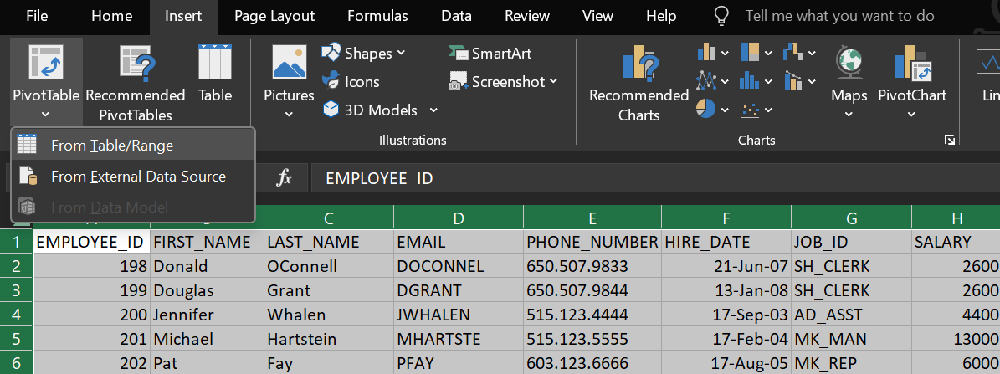 File Home Insert Page Layout Formulas Data Review View Help Tell me what you want to do
PivotTable
Recommended PivotTables
Table
Pictures
Shapes
Icons
3D Models
SmartArt
Screenshot
Illustrations
Recommended Charts
Maps
PivotChart
Charts
From Table/Range
From External Data Source
From Data Model
fx EMPLOYEE_ID
C D E F G H
1 EMPLOYEE_ID FIRST_NAME LAST_NAME EMAIL PHONE_NUMBER HIRE_DATE JOB_ID SALARY
2 198 Donald OConnell DOCONNEL 650.507.9833 21-Jun-07 SH_CLERK 2600
3 199 Douglas Grant DGRANT 650.507.9844 13-Jan-08 SH_CLERK 2600
4 200 Jennifer Whalen JWHALEN 515.123.4444 17-Sep-03 AD_ASST 4400
5 201 Michael Hartstein MHARTSTE 515.123.5555 17-Feb-04 MK_MAN 13000
6 202 Pat Fay PFAY 603.123.6666 17-Aug-05 MK_REP 6000